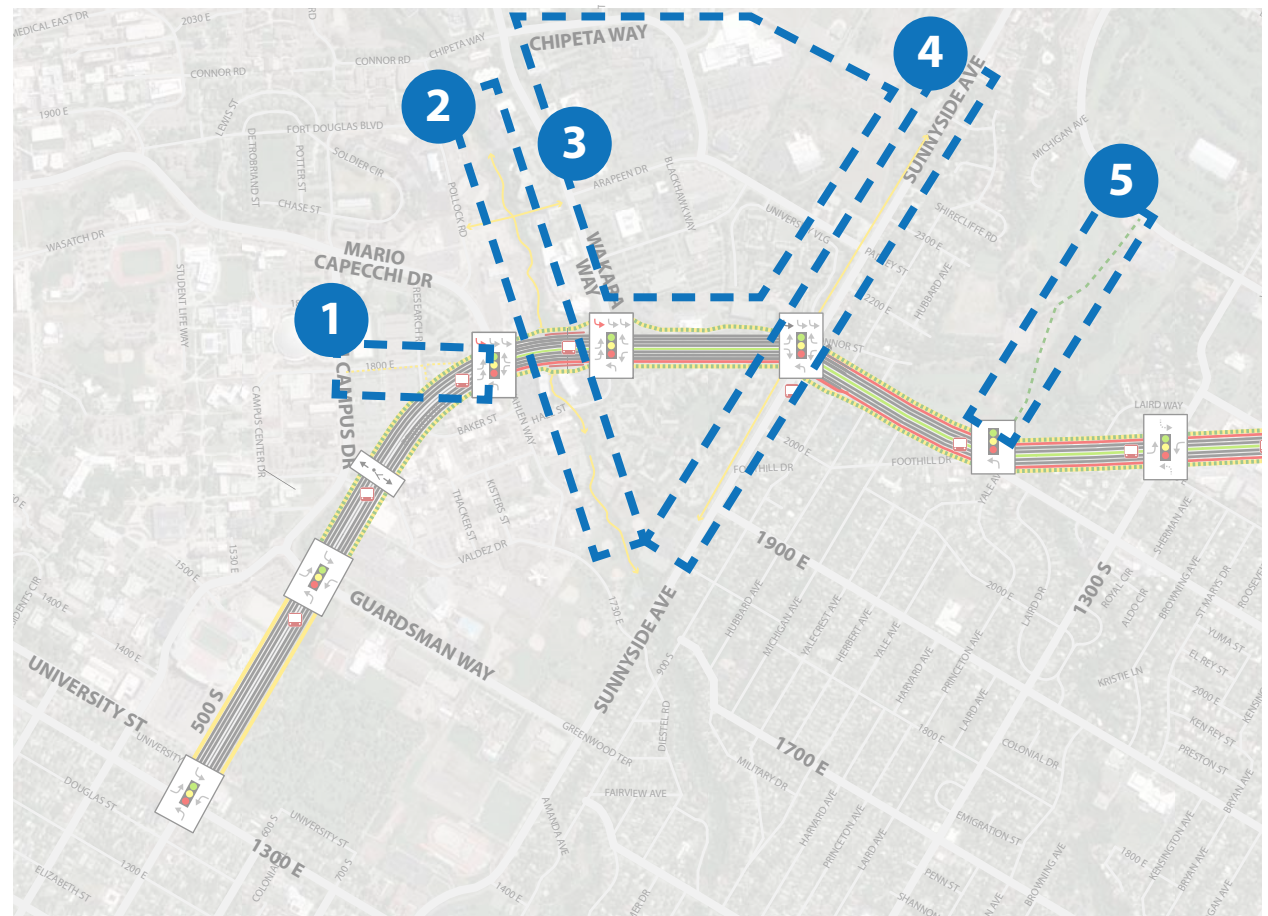 MEDICAL EAST DR
2030 E
CONNOR RD
CONNOR RD
CHIPETA WAY
CHIPETA WAY
1900 E
LEWIS ST
FORT DOUGLAS BLVD
DETROBRIAND ST
POTTER ST
SOLDIER CIR
CHASE ST
POLLOCK RD
ARAPEEN DR
BLACKHAWK WAY
UNIVERSITY VLG
SUNNYSIDE AVE
MICHIGAN AVE
SHIRECLIFFE RD
2300 E
2200 E
HUBBARD AVE
WASATCH DR
STUDENT LIFE WAY
MARIO
CAPECCHI DR
RESEARCH R
WAKARA
WAY
1
2
3
4
5
1800 E
CAMPUS DR
CAMPUS CENTER DR
BAKER ST
AHLEN WAY
HALL ST
KISTERS ST
THACKER ST
VALDEZ DR
2000 E
FOOTHILL DR
FOOTHILL DR
LAIRD WAY
1530 E
1500 E
1400 E
1400 E
GUARDSMAN WAY
1730 E
SUNNYSIDE AVE
900 S
1900 E
HUBBARD AVE
MICHIGAN AVE
YALECREST AVE
HERBERT AVE
YALE AVE
HARVARD AVE
PRINCETON AVE
LAIRD AVE
2000 E
LAIRD DR
1300 S
ROYAL CIR
ALDO CIR
BROWNING AVE
SHERMAN AVE
ST MARYS DR
YUMA ST
EL REY ST
2000 E
KEN REY ST
PRESTON ST
BRYAN AVE
KRISTIE LN
UNIVERSITY ST
500 S
DOUGLAS ST
1200 E
ELIZABETH ST
600 S
UNIVERSITY ST
700 S
1300 E
GREENWOOD TER
DIESTEL RD
FAIRVIEW AVE
AMANDA AVE
1400 E
MILITARY DR
1700 E
HARVARD AVE
PRINCETON AVE
LAIRD AVE
1800 E
COLONIAL DR
EMIGRATION ST
PENN ST
BROWNING AVE
1800 E
KENSINGTON AVE
BRYAN AVE